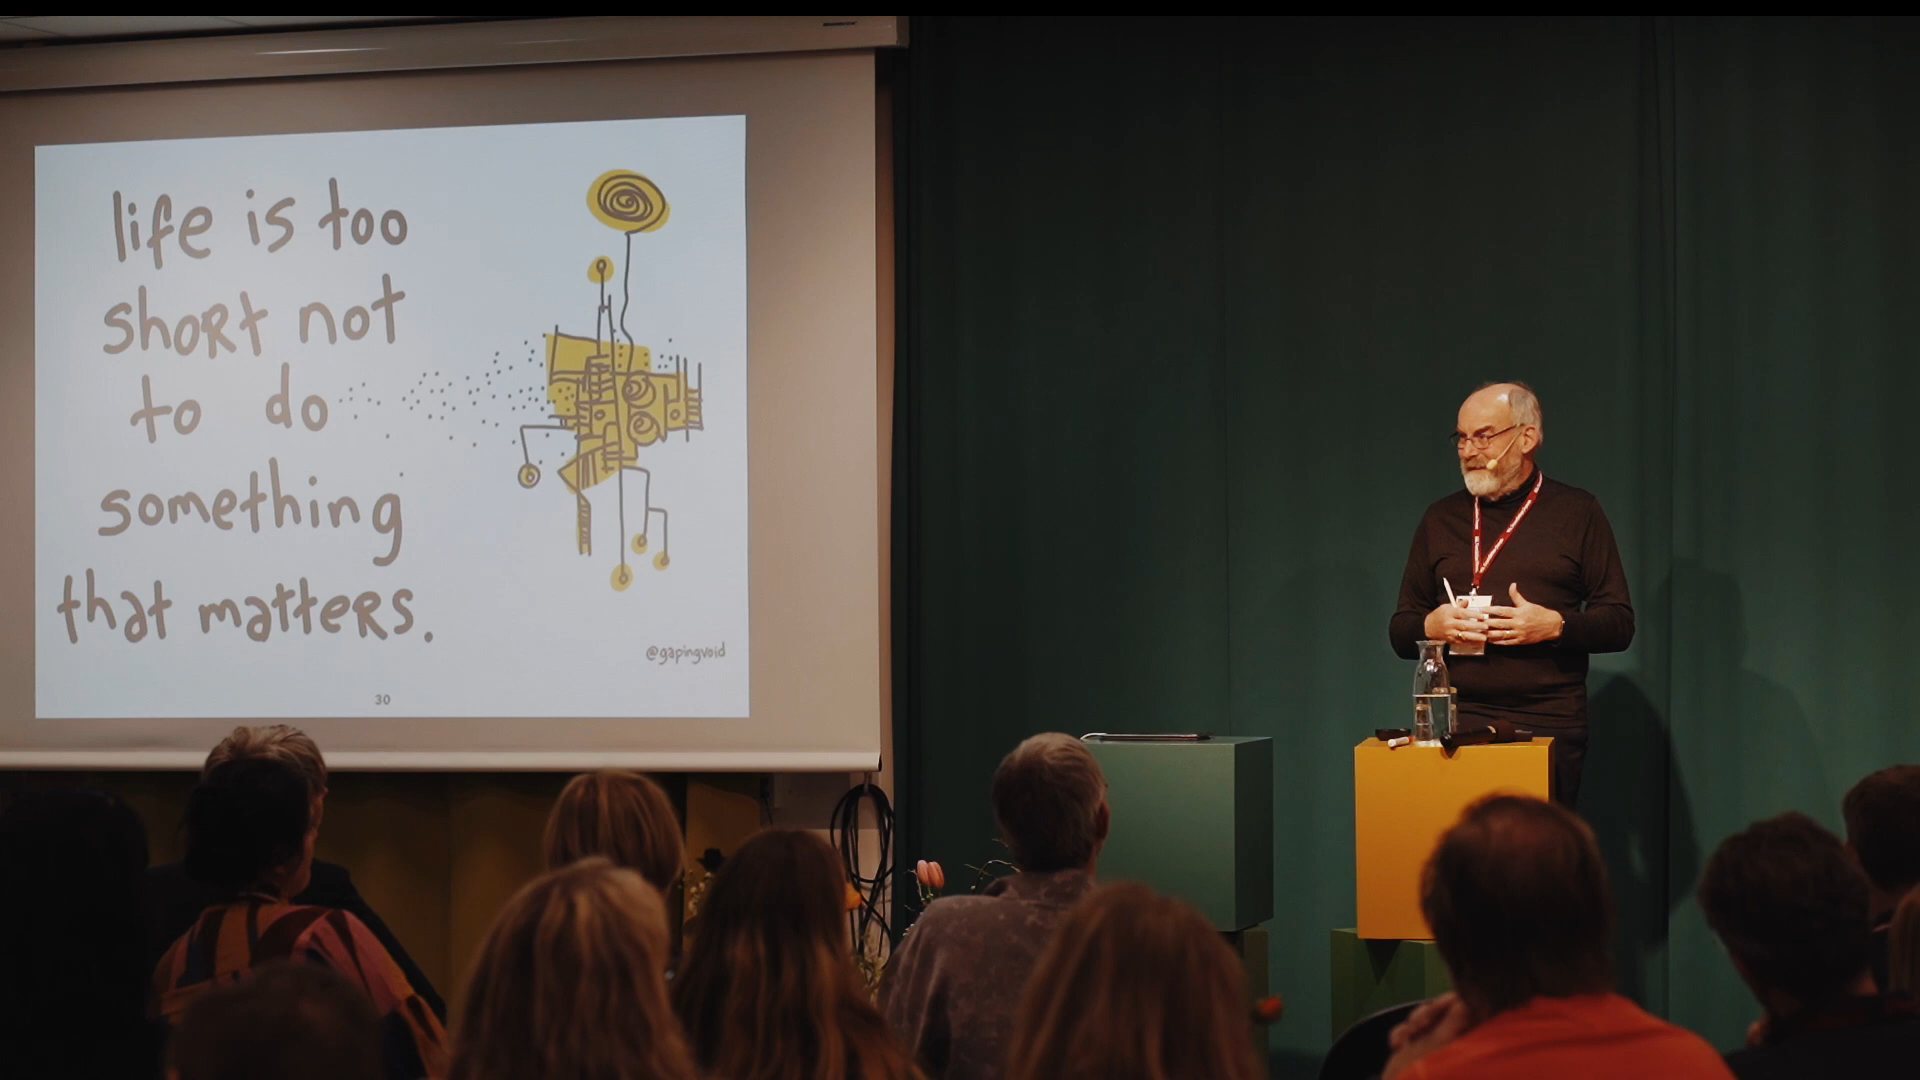 life is too
short not
to do
something
that matters.
@gapingvoid
30